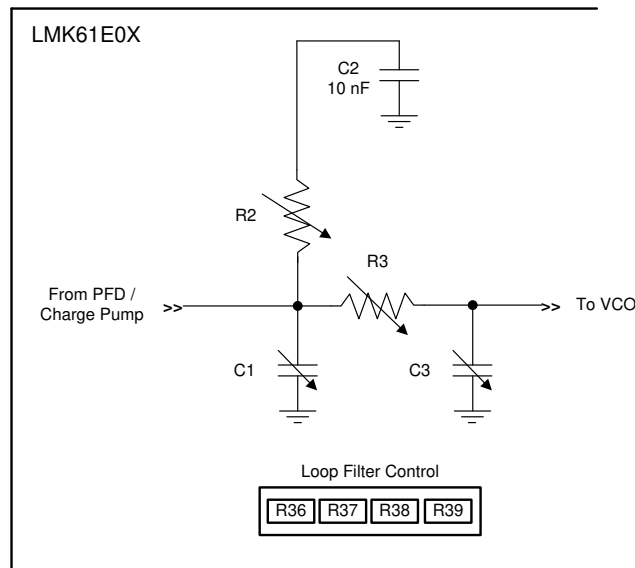 LMK61E0X
C2
10 nF
R2
R3
From PFD /
Charge Pump
>>
>>
To VCO
C1
C3
Loop Filter Control
R36 R37 R38 R39